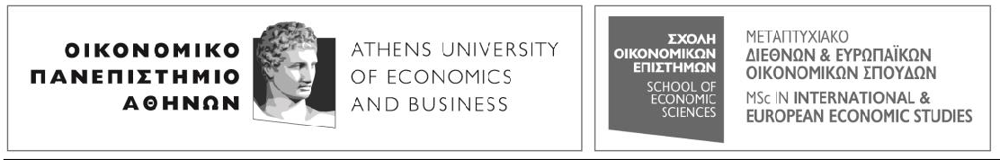 ΟΙΚΟΝΟΜΙΚΟ
ΠΑΝΕΠΙΣΤΗΜΙΟ
ΑΘΗΝΩΝ
ATHENS UNIVERSITY
OF ECONOMICS
AND BUSINESS
ΣΧΟΛΗ
ΟΙΚΟΝΟΜΙΚΩΝ
ΕΠΙΣΤΗΜΩΝ
SCHOOL OF
ECONOMIC
SCIENCES
ΜΕΤΑΠΤΥΧΙΑΚΟ
ΔΙΕΘΝΩΝ & ΕΥΡΩΠΑΪΚΩΝ
ΟΙΚΟΝΟΜΙΚΩΝ ΣΠΟΥΔΩΝ
MSc IN INTERNATIONAL &
EUROPEAN ECONOMIC STUDIES